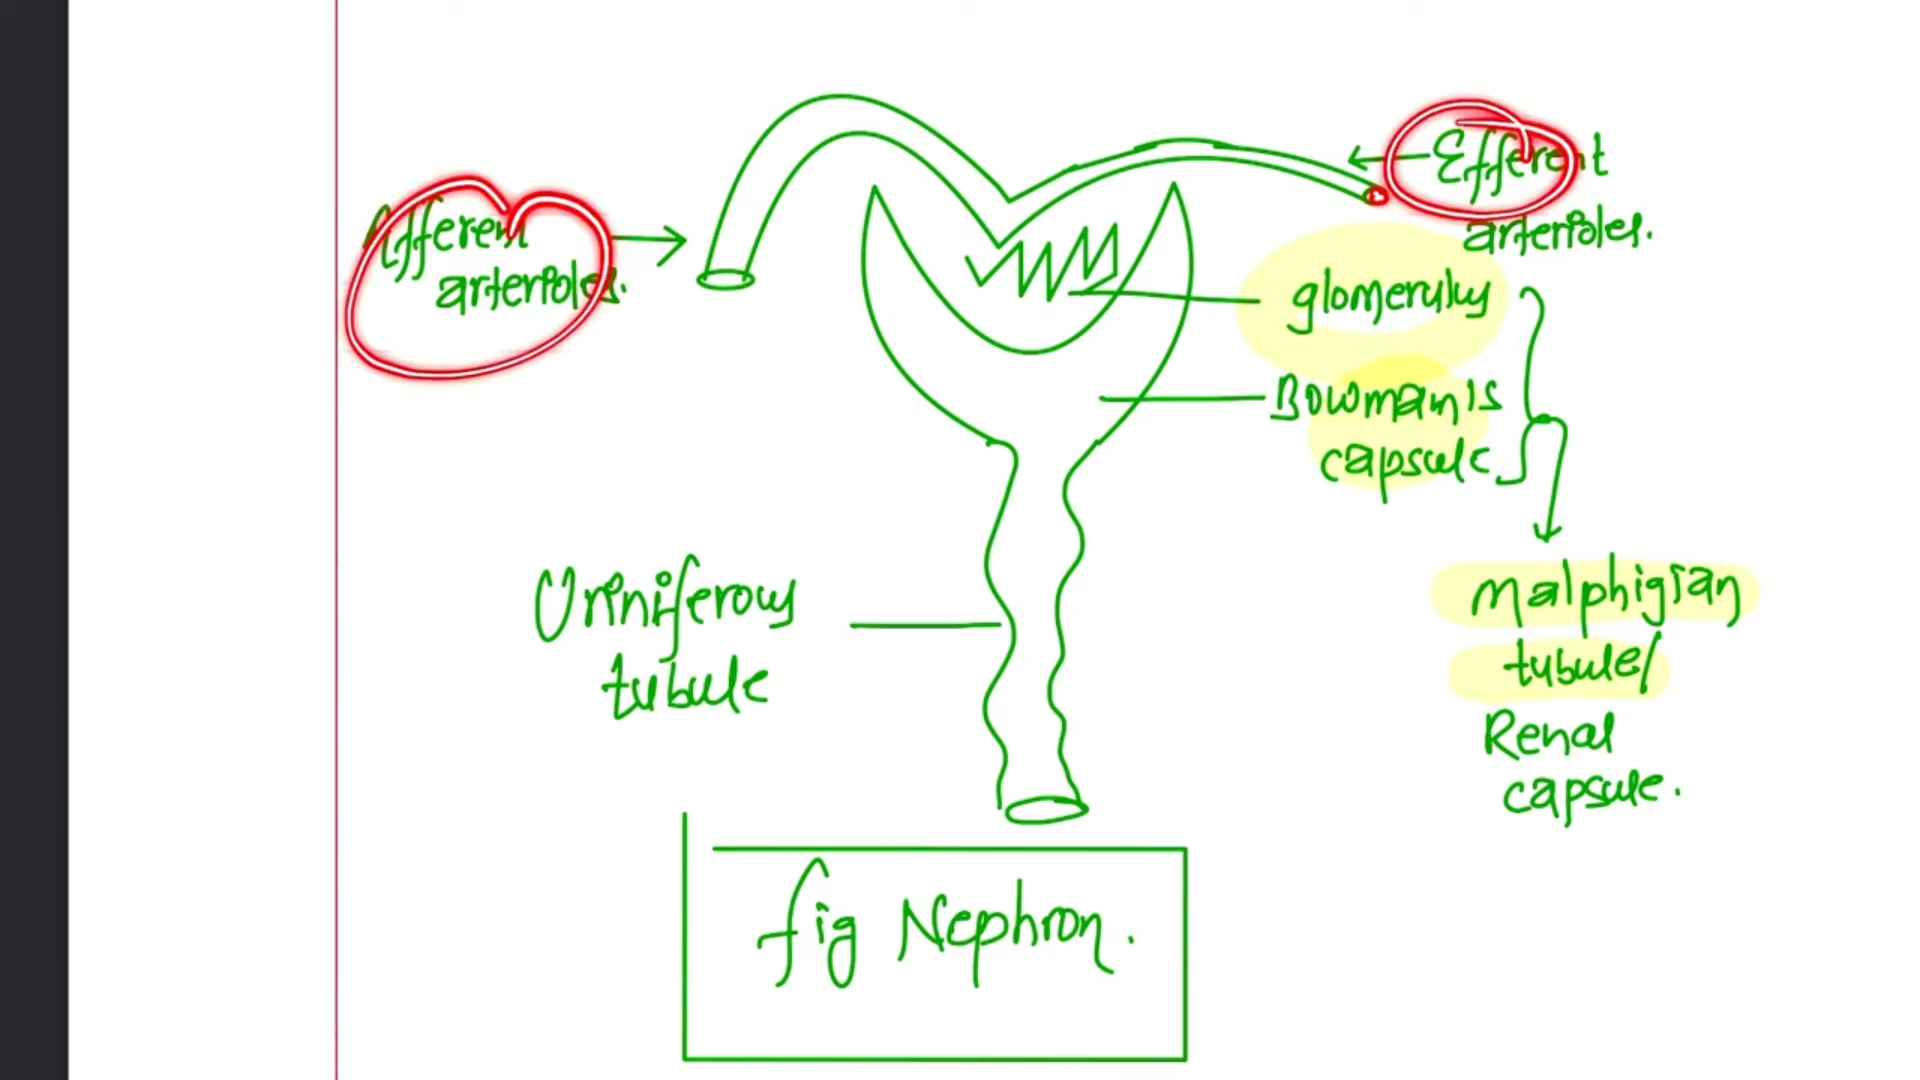 Efferent
arterioles.
Afferent
arterioles.
glomerulus
Bowman's
capsule
Uriniferous
tubule
malphigian
tubule/
Renal
capsule.
fig Nephron.